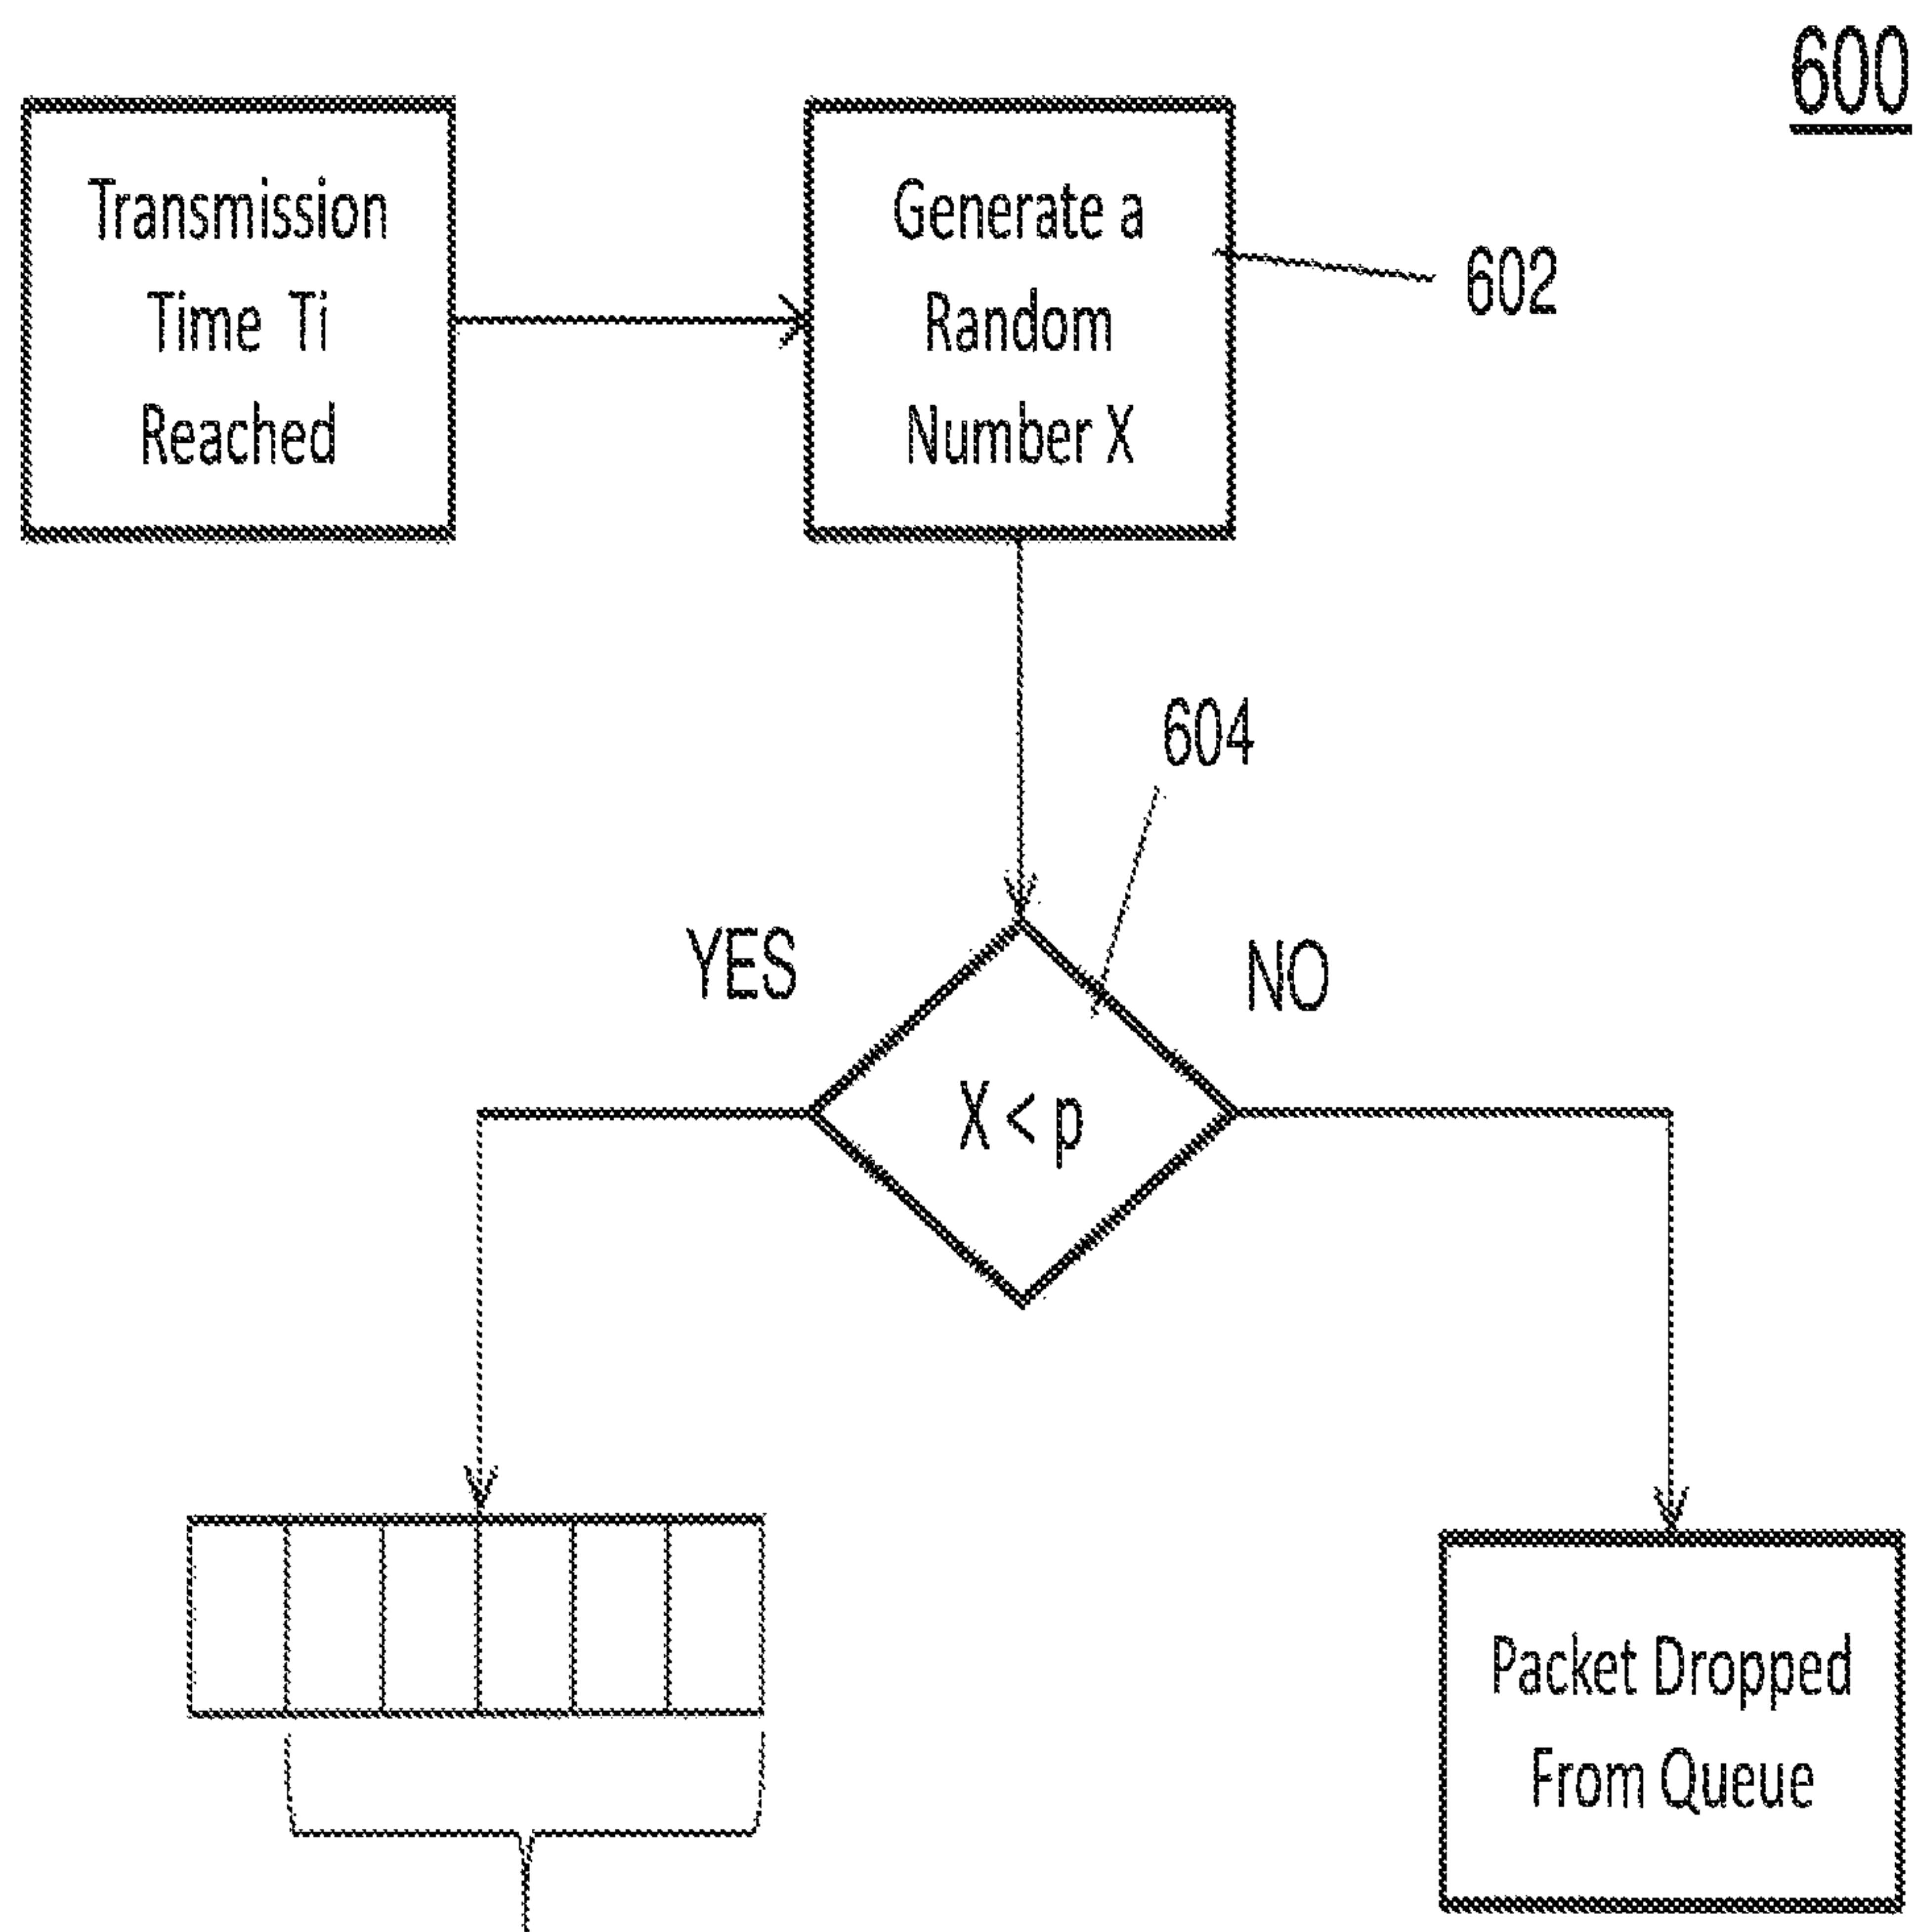 600
Transmission
Time Ti
Reached
Generate a
Random
Number X
602
604
YES
NO
X < p
Packet Dropped
From Queue